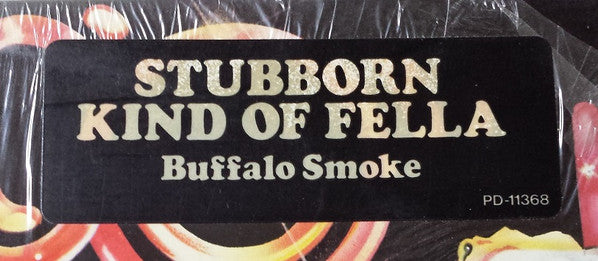 STUBBORN
KIND OF FELLA
Buffalo Smoke
PD-11368